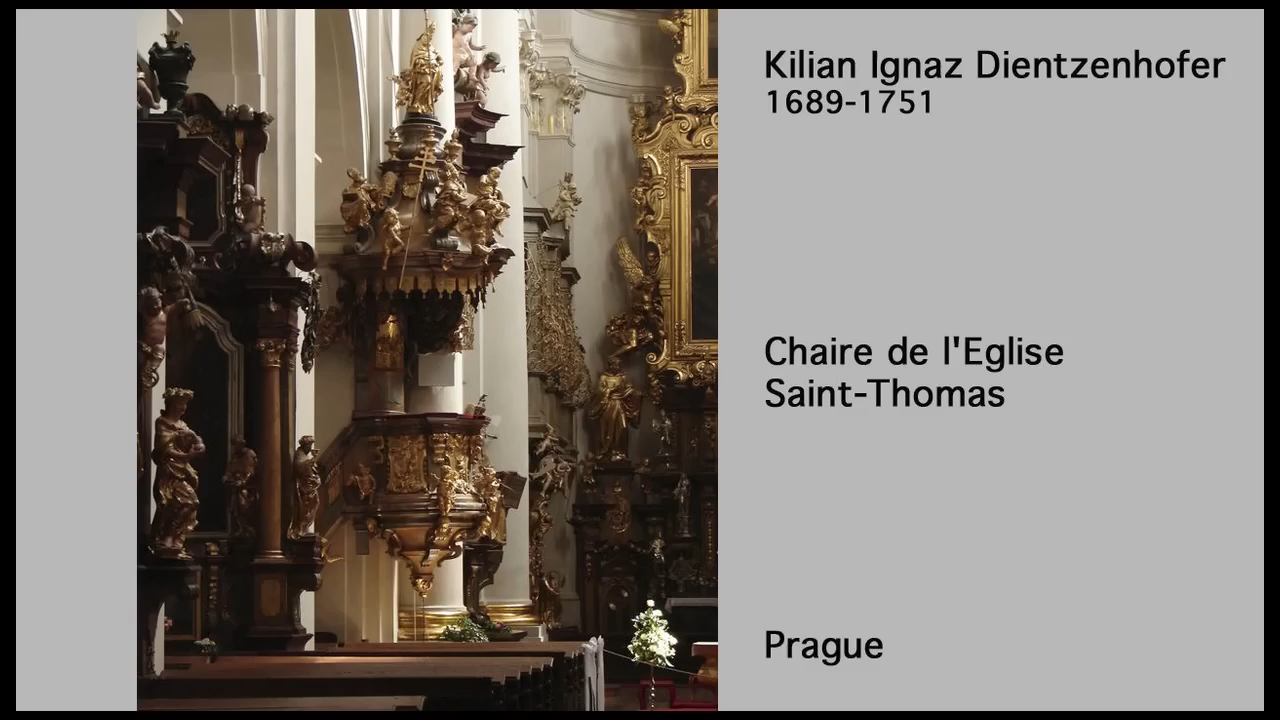 Kilian Ignaz Dientzenhofer
1689-1751
Chaire de l'Eglise
Saint-Thomas
Prague